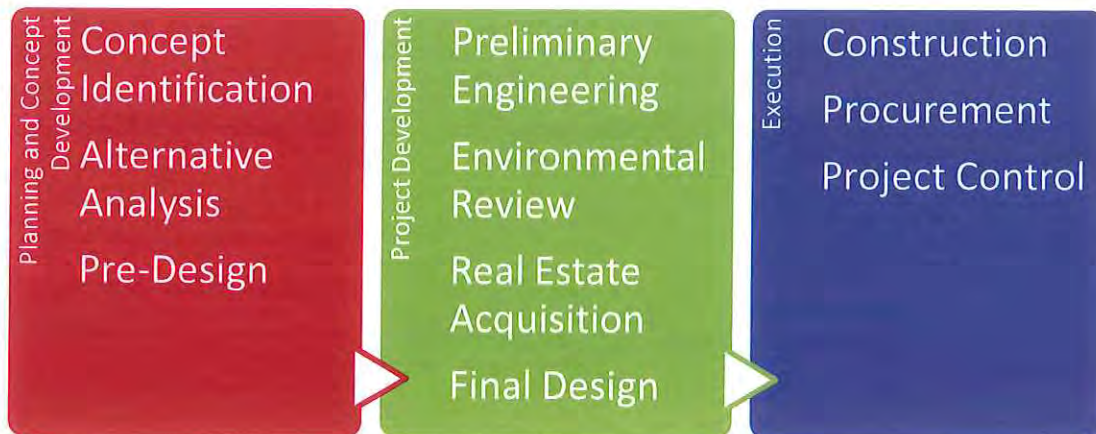 Planning and Concept
Development
Concept
Identification
Alternative
Analysis
Pre-Design
Project Development
Preliminary
Engineering
Environmental
Review
Real Estate
Acquisition
Final Design
Execution
Construction
Procurement
Project Control